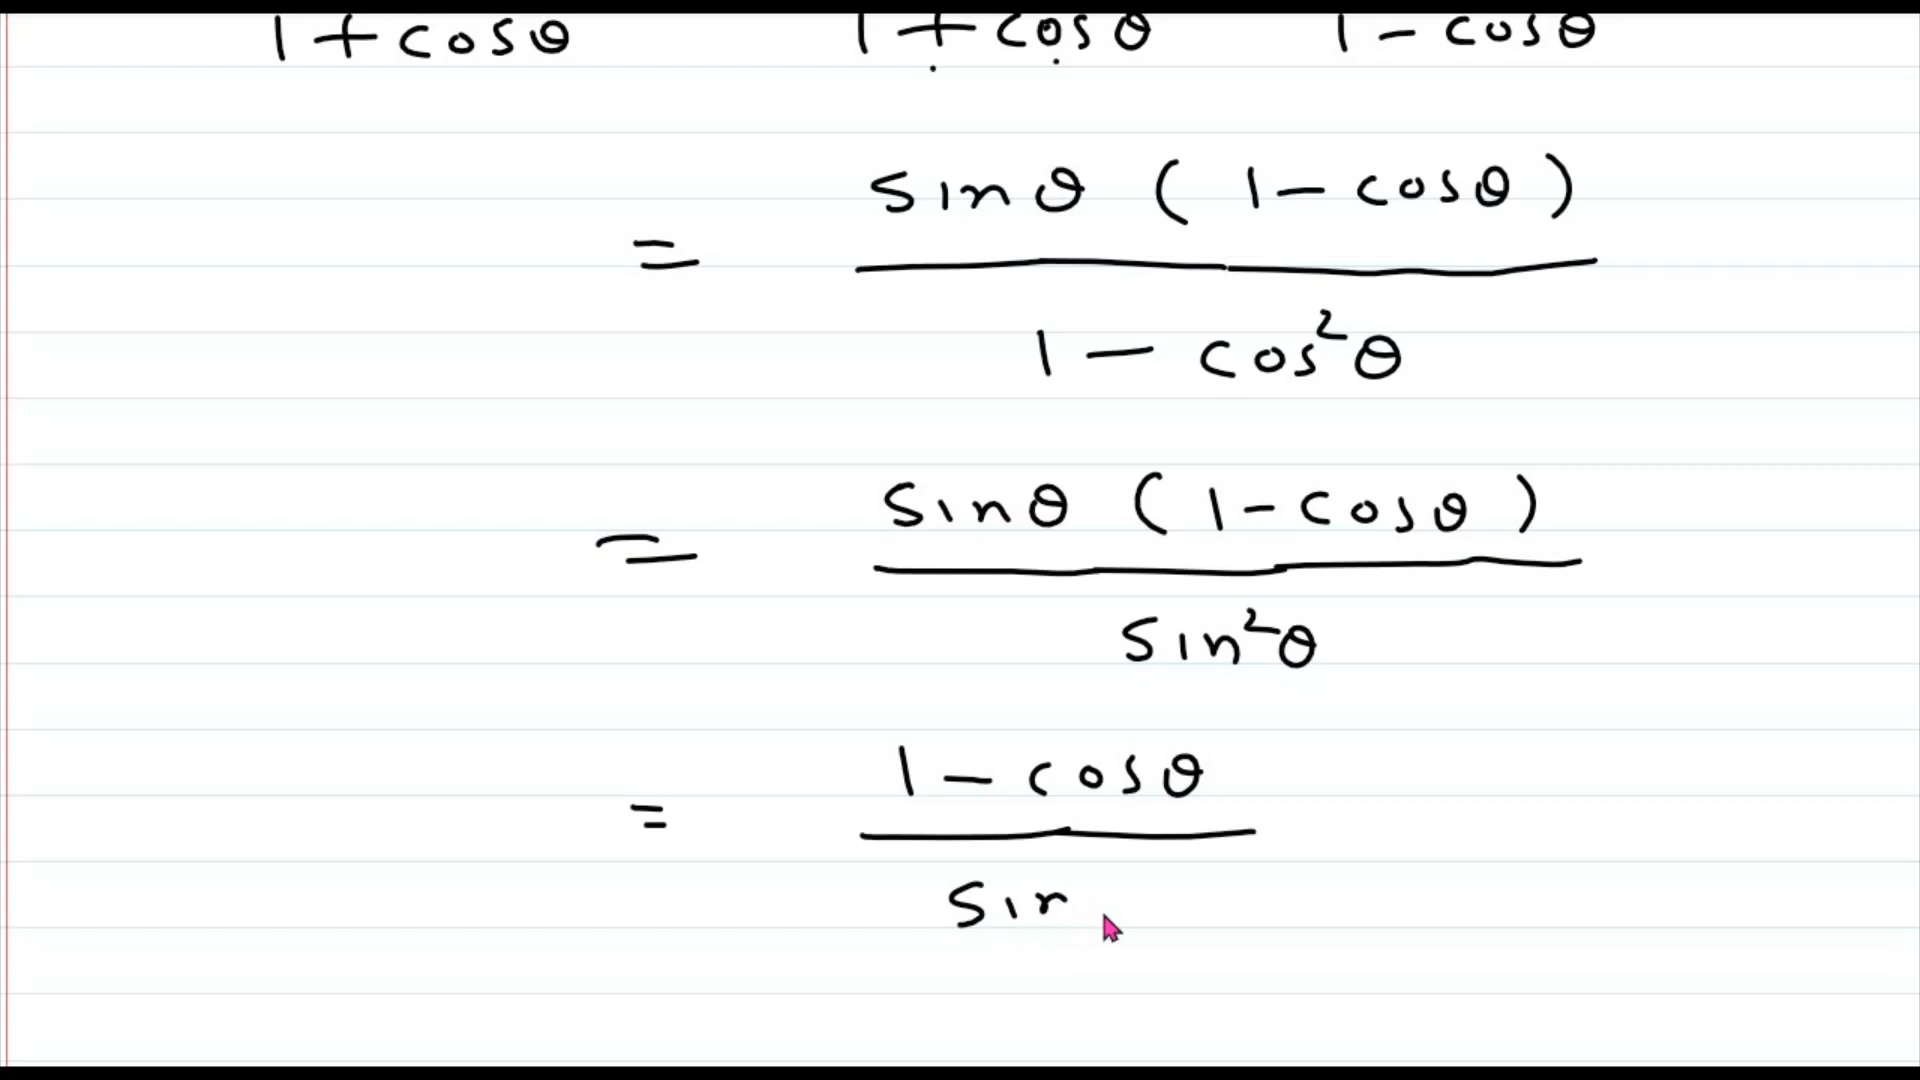 1 + cosθ 1 + cosθ 1 - cosθ
= sinθ ( 1 - cosθ )
1 - cos²θ
= sinθ ( 1 - cosθ )
sin²θ
= 1 - cosθ
sin